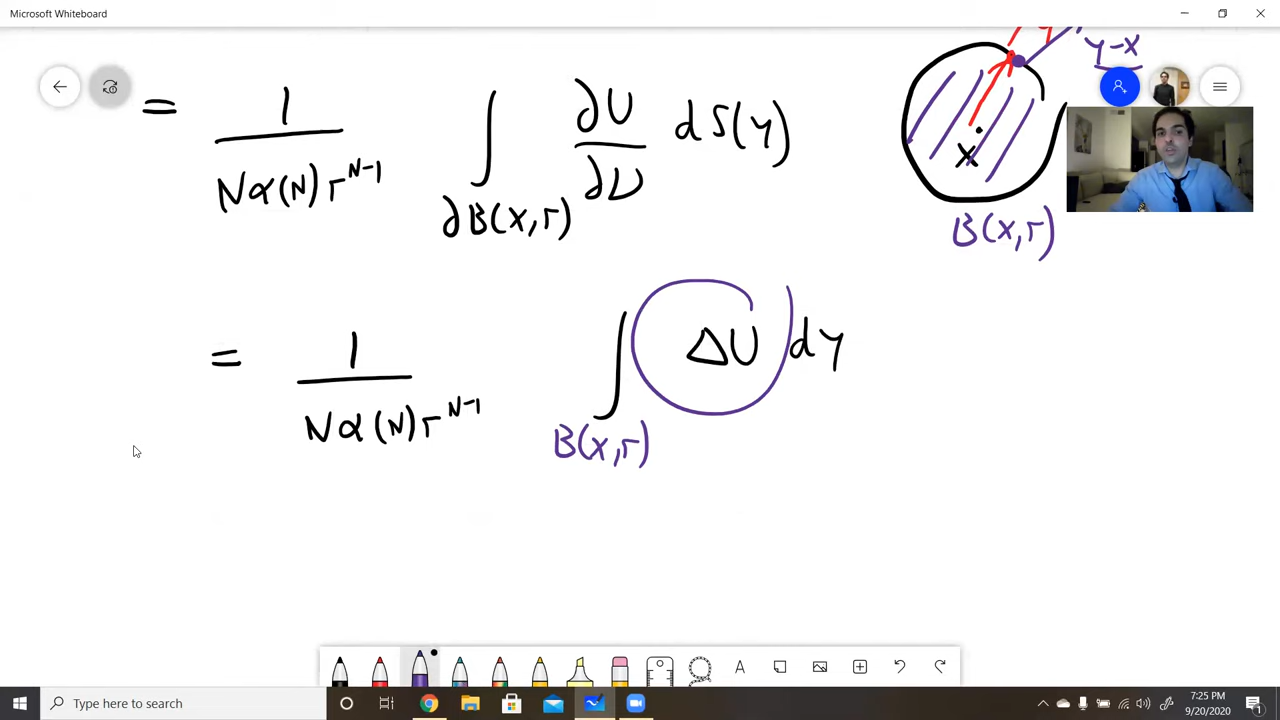 Microsoft Whiteboard
y-x
= 1 / Nα(N) r^{N-1} ∫_{∂B(x,r)} ∂U/∂ν dS(y)
x
B(x,r)
= 1 / Nα(N) r^{N-1} ∫_{B(x,r)} ΔU dy
A
Type here to search
7:25 PM
9/20/2020
1